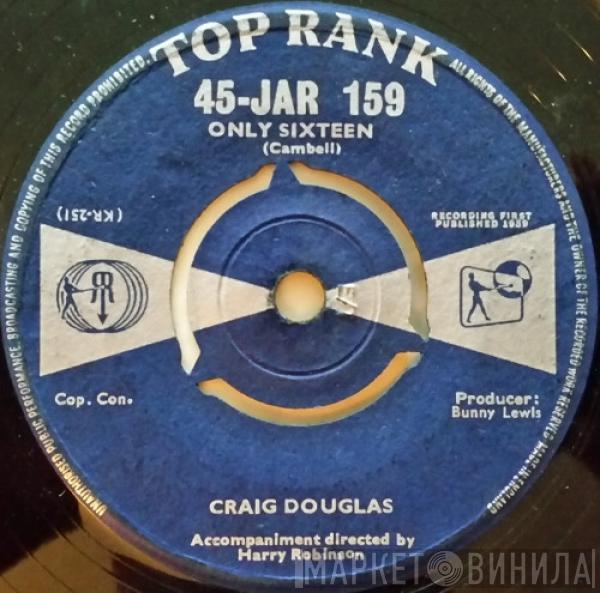 TOP RANK
45-JAR 159
ONLY SIXTEEN
(Cambell)
(KR-251)
RECORDING FIRST
PUBLISHED 1959
Cop. Con.
Producer:
Bunny Lewis
CRAIG DOUGLAS
Accompaniment directed by
Harry Robinson
UNAUTHORISED PUBLIC PERFORMANCE, BROADCASTING AND COPYING OF THIS RECORD PROHIBITED.
ALL RIGHTS OF THE MANUFACTURERS AND THE OWNER OF THE RECORDED WORK RESERVED. MADE IN ENGLAND
МАРКЕТ ВИНИЛА